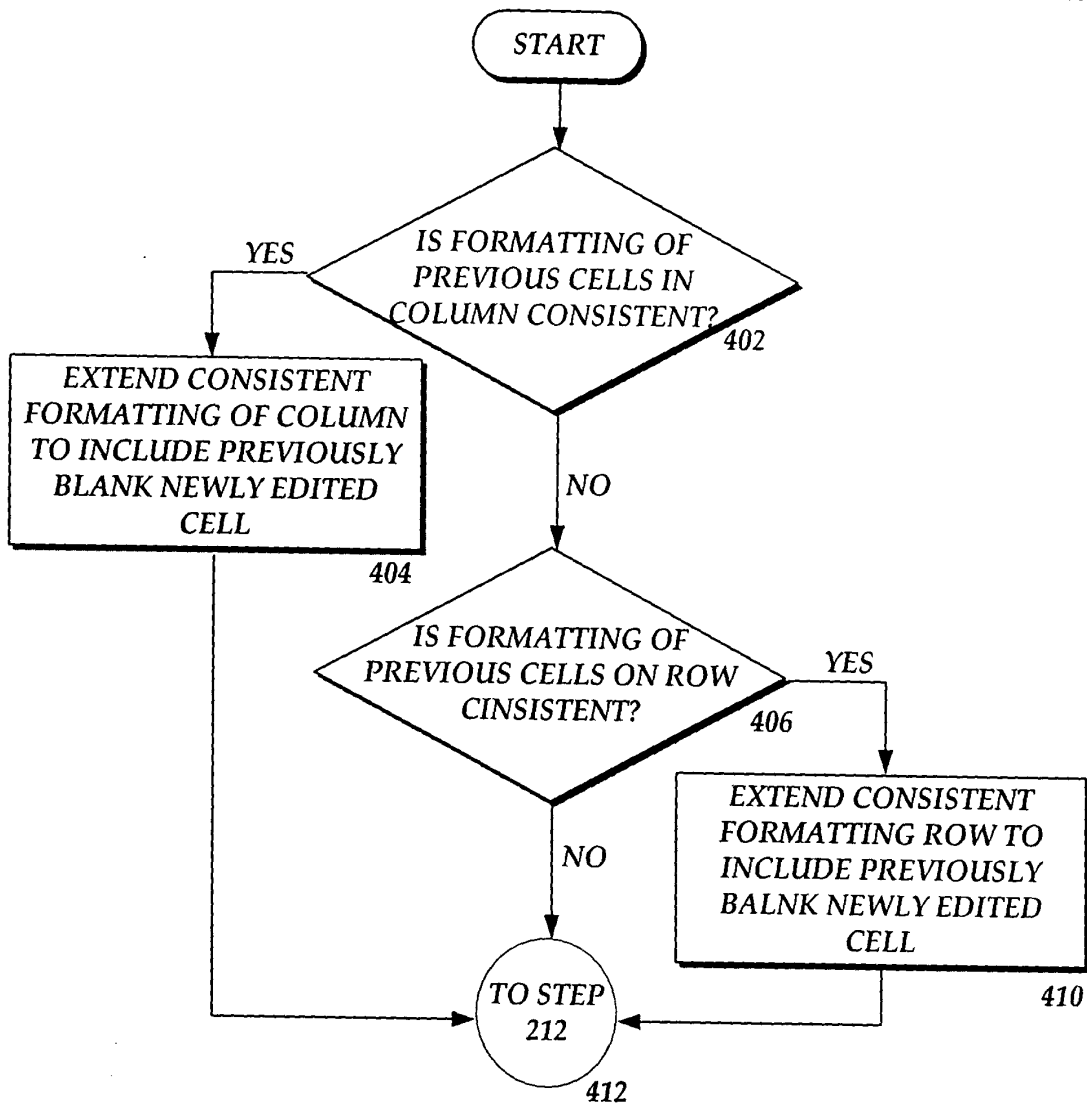 START
IS FORMATTING OF
PREVIOUS CELLS IN
COLUMN CONSISTENT?
402
YES
EXTEND CONSISTENT
FORMATTING OF COLUMN
TO INCLUDE PREVIOUSLY
BLANK NEWLY EDITED
CELL
404
NO
IS FORMATTING OF
PREVIOUS CELLS ON ROW
CINSISTENT?
406
YES
EXTEND CONSISTENT
FORMATTING ROW TO
INCLUDE PREVIOUSLY
BALNK NEWLY EDITED
CELL
410
NO
TO STEP
212
412